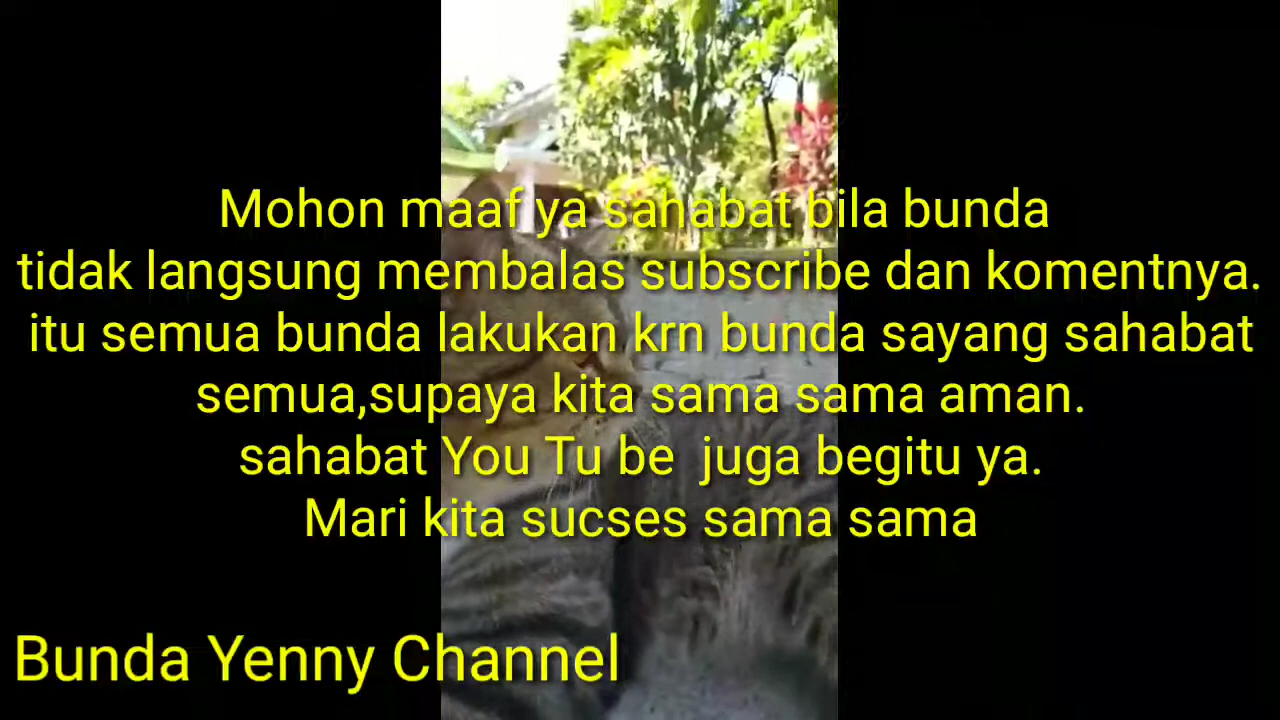 Mohon maaf ya sahabat bila bunda
tidak langsung membalas subscribe dan komentnya.
itu semua bunda lakukan krn bunda sayang sahabat
semua,supaya kita sama sama aman.
sahabat You Tu be juga begitu ya.
Mari kita sucses sama sama
Bunda Yenny Channel